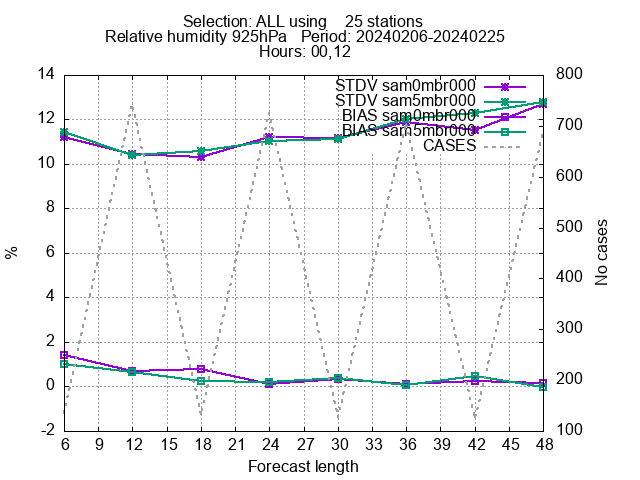 Selection: ALL using 25 stations
Relative humidity 925hPa Period: 20240206-20240225
Hours: 00,12
STDV sam0mbr000
STDV sam5mbr000
BIAS sam0mbr000
BIAS sam5mbr000
CASES
14
12
10
8
6
4
2
0
-2
%
800
700
600
500
400
300
200
100
No cases
6 9 12 15 18 21 24 27 30 33 36 39 42 45 48
Forecast length